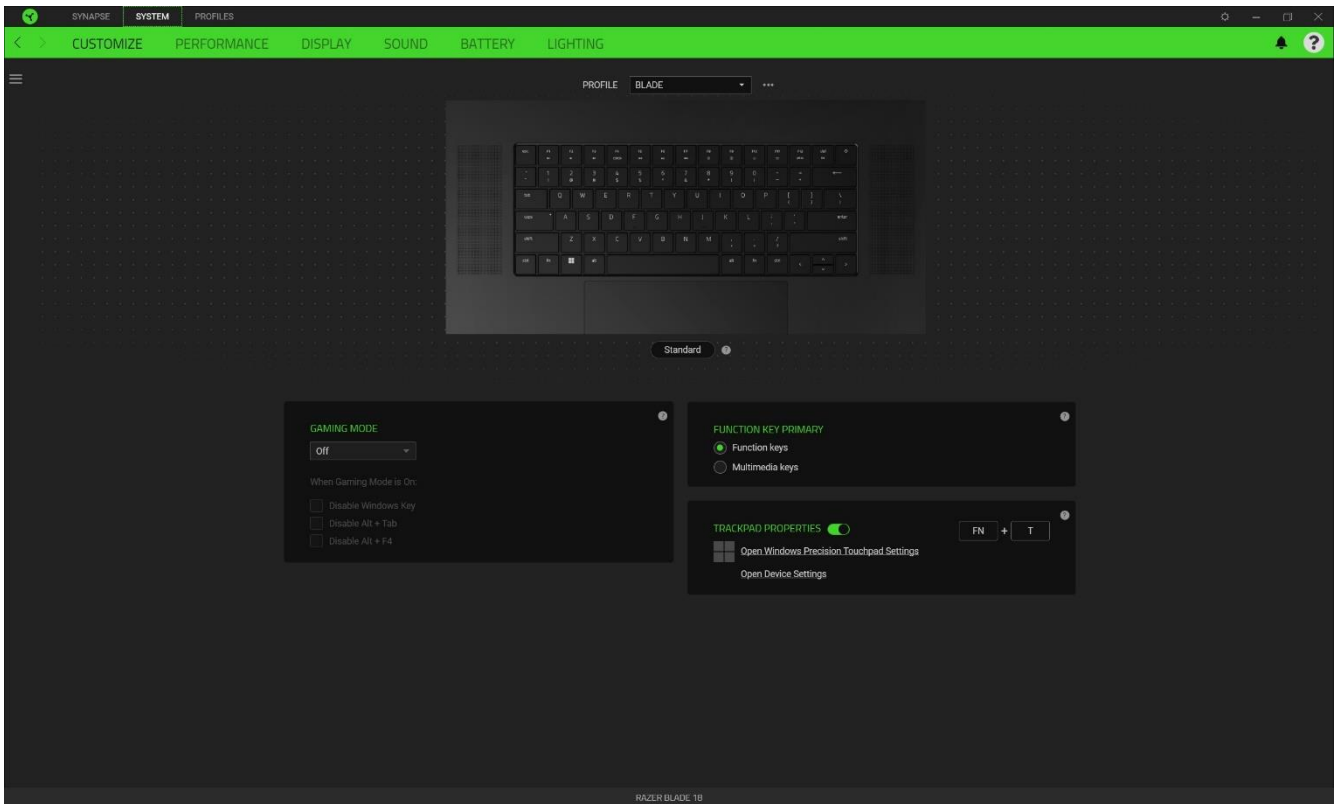 SYNAPSE SYSTEM PROFILES
CUSTOMIZE PERFORMANCE DISPLAY SOUND BATTERY LIGHTING
PROFILE BLADE
Q W E R T Y U I O P
A S D F G H J K L
Z X C V B N M
Standard
GAMING MODE
Off
When Gaming Mode is On:
Disable Windows Key
Disable Alt + Tab
Disable Alt + F4
FUNCTION KEY PRIMARY
Function keys
Multimedia keys
TRACKPAD PROPERTIES FN + T
Open Windows Precision Touchpad Settings
Open Device Settings
RAZER BLADE 18